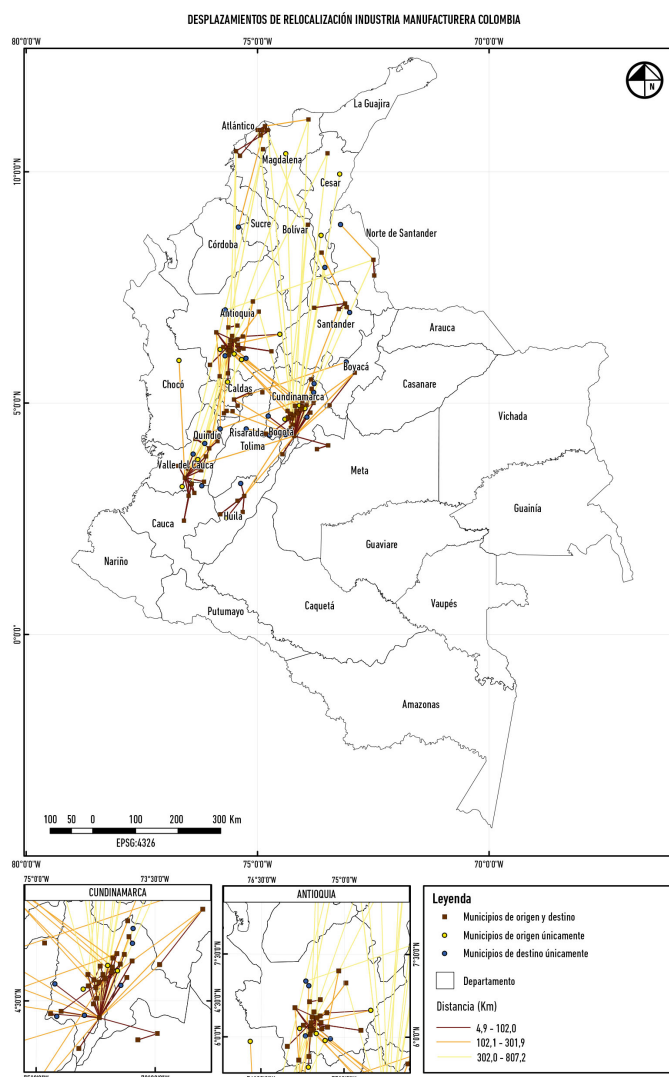 DESPLAZAMIENTOS DE RELOCALIZACIÓN INDUSTRIA MANUFACTURERA COLOMBIA
80°0'0"W 75°0'0"W 70°0'0"W
La Guajira
Atlántico
N
Magdalena
10°0'0"N
Cesar
Sucre
Bolívar
Norte de Santander
Córdoba
Antioquia
Santander
Arauca
Boyacá
Chocó
Caldas
Casanare
Cundinamarca
5°0'0"N
Vichada
Quindío
Risaralda
Bogotá
Tolima
Valle del Cauca
Meta
Guainía
Cauca
Huila
Guaviare
Nariño
Vaupés
Caquetá
Putumayo
0°0'0"N
Amazonas
100 50 0 100 200 300 Km
EPSG:4326
80°0'0"W 75°0'0"W 70°0'0"W
75°0'0"W 73°30'0"W
76°30'0"W 75°0'0"W
CUNDINAMARCA
ANTIOQUIA
Leyenda
Municipios de origen y destino
Municipios de origen únicamente
Municipios de destino únicamente
7°30'0"N
Departamento
4°30'0"N
Distancia (Km)
6°0'0"N
4,9 - 102,0
102,1 - 301,9
302,0 - 807,2